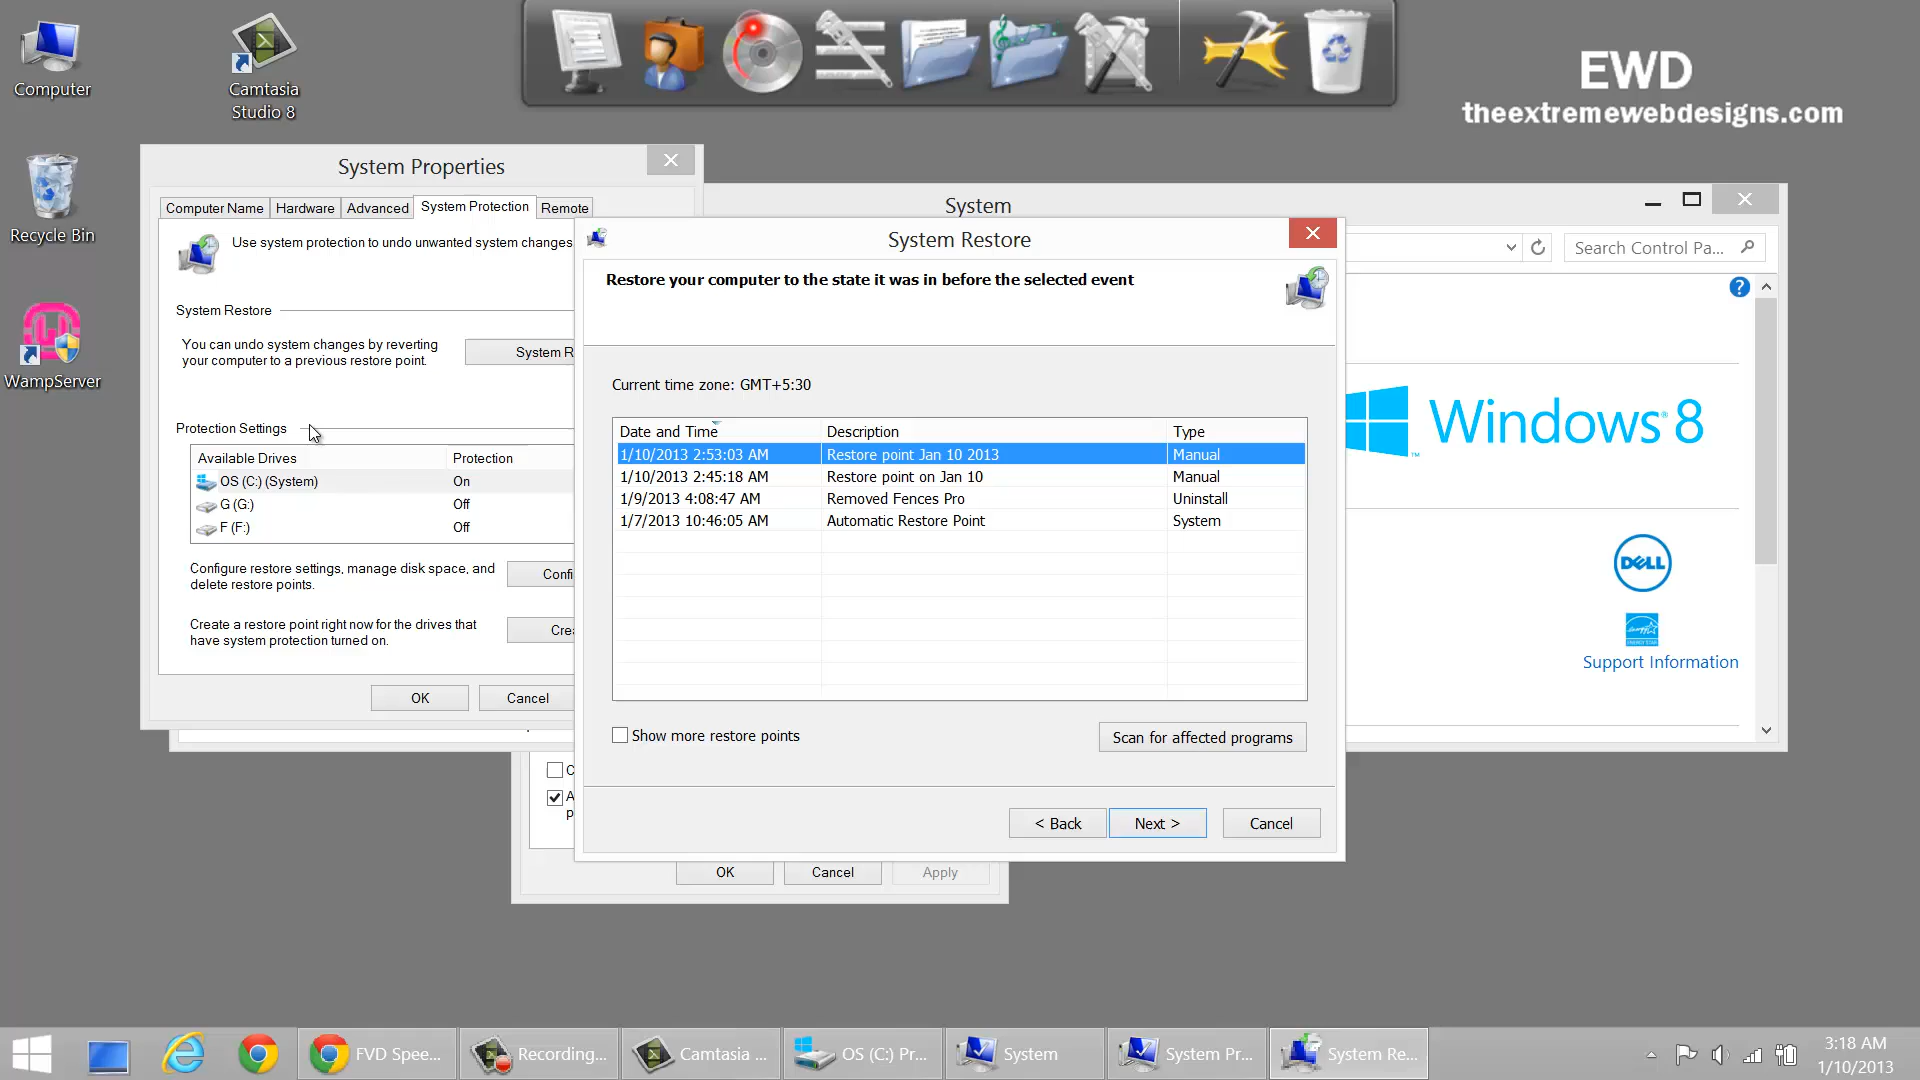 Computer
Camtasia
Studio 8
Recycle Bin
WampServer
EWD
theextremewebdesigns.com
System Properties
Computer Name
Hardware
Advanced
System Protection
Remote
Use system protection to undo unwanted system changes
System Restore
You can undo system changes by reverting
your computer to a previous restore point.
System R
Protection Settings
Available Drives
Protection
OS (C:) (System)
On
G (G:)
Off
F (F:)
Off
Configure restore settings, manage disk space, and
delete restore points.
Confi
Create a restore point right now for the drives that
have system protection turned on.
Crea
OK
Cancel
System
Search Control Pa...
Windows 8
DELL
Support Information
System Restore
Restore your computer to the state it was in before the selected event
Current time zone: GMT+5:30
Date and Time
Description
Type
1/10/2013 2:53:03 AM
Restore point Jan 10 2013
Manual
1/10/2013 2:45:18 AM
Restore point on Jan 10
Manual
1/9/2013 4:08:47 AM
Removed Fences Pro
Uninstall
1/7/2013 10:46:05 AM
Automatic Restore Point
System
Show more restore points
Scan for affected programs
< Back
Next >
Cancel
OK
Cancel
Apply
FVD Spee...
Recording...
Camtasia ...
OS (C:) Pr...
System
System Pr...
System Re...
3:18 AM
1/10/2013